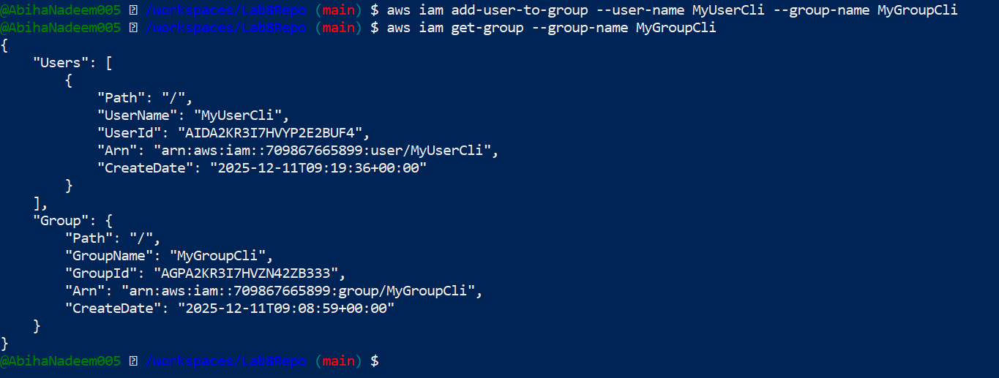 @AbihaNadeem005 /workspaces/Lab8Repo (main) $ aws iam add-user-to-group --user-name MyUserCli --group-name MyGroupCli
@AbihaNadeem005 /workspaces/Lab8Repo (main) $ aws iam get-group --group-name MyGroupCli
{
    "Users": [
        {
            "Path": "/",
            "UserName": "MyUserCli",
            "UserId": "AIDA2KR3I7HVYP2E2BUF4",
            "Arn": "arn:aws:iam::709867665899:user/MyUserCli",
            "CreateDate": "2025-12-11T09:19:36+00:00"
        }
    ],
    "Group": {
        "Path": "/",
        "GroupName": "MyGroupCli",
        "GroupId": "AGPA2KR3I7HVZN42ZB333",
        "Arn": "arn:aws:iam::709867665899:group/MyGroupCli",
        "CreateDate": "2025-12-11T09:08:59+00:00"
    }
}
@AbihaNadeem005 /workspaces/Lab8Repo (main) $